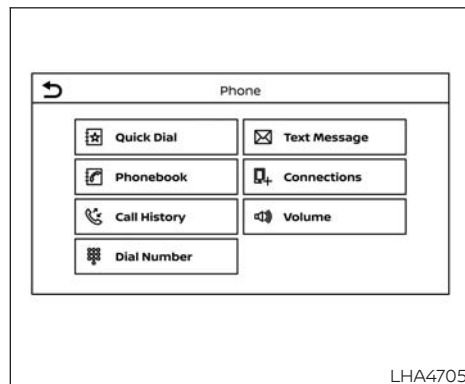 Phone
Quick Dial
Text Message
Phonebook
Connections
Call History
Volume
Dial Number
LHA4705